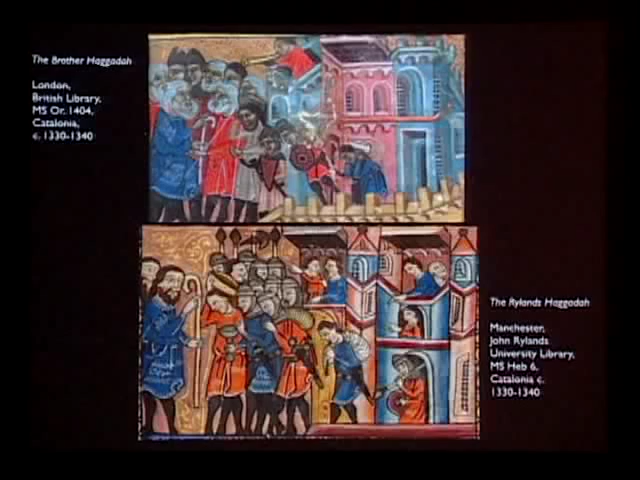 The Brother Haggadah
London,
British Library,
MS Or. 1404,
Catalonia,
c. 1330-1340
The Rylands Haggadah
Manchester,
John Rylands
University Library,
MS Heb 6,
Catalonia c.
1330-1340